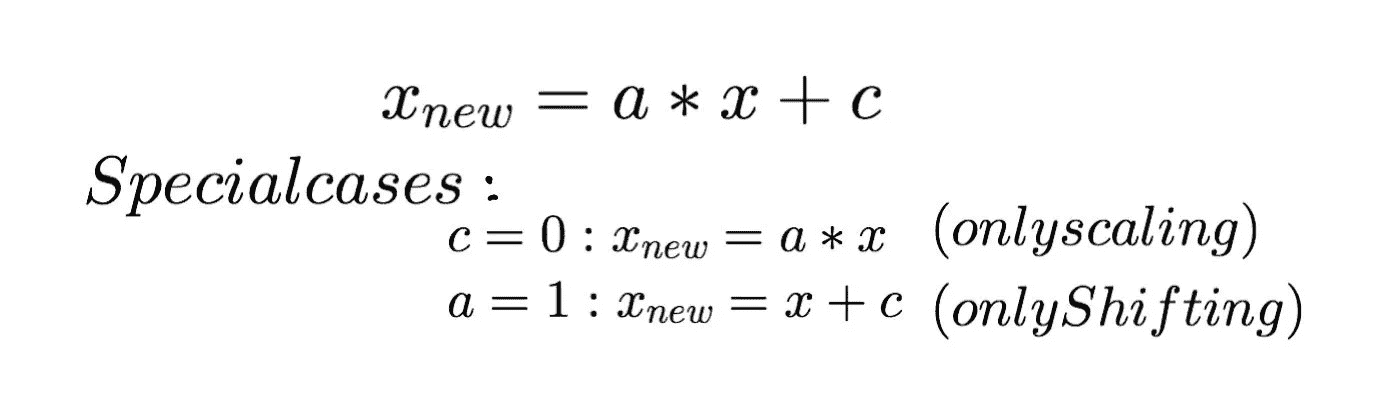 x_new = a * x + c
Specialcases :
c = 0 : x_new = a * x (onlyscaling)
a = 1 : x_new = x + c (onlyShifting)